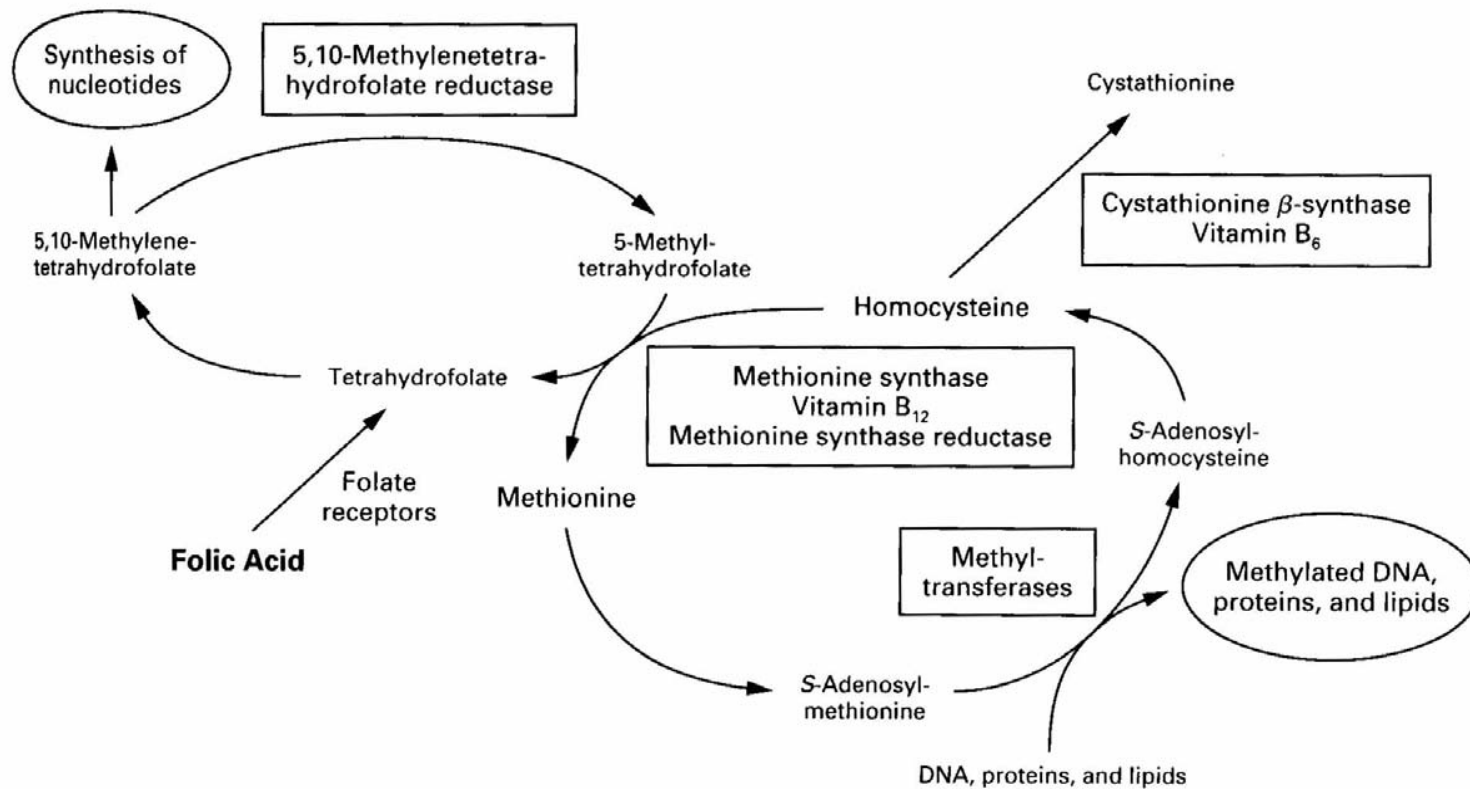 Synthesis of
nucleotides
5,10-Methylenetetra-
hydrofolate reductase
Cystathionine
Cystathionine β-synthase
Vitamin B₆
5,10-Methylene-
tetrahydrofolate
5-Methyl-
tetrahydrofolate
Homocysteine
Tetrahydrofolate
Methionine synthase
Vitamin B₁₂
Methionine synthase reductase
S-Adenosyl-
homocysteine
Folate
receptors
Methionine
Folic Acid
Methyl-
transferases
Methylated DNA,
proteins, and lipids
S-Adenosyl-
methionine
DNA, proteins, and lipids